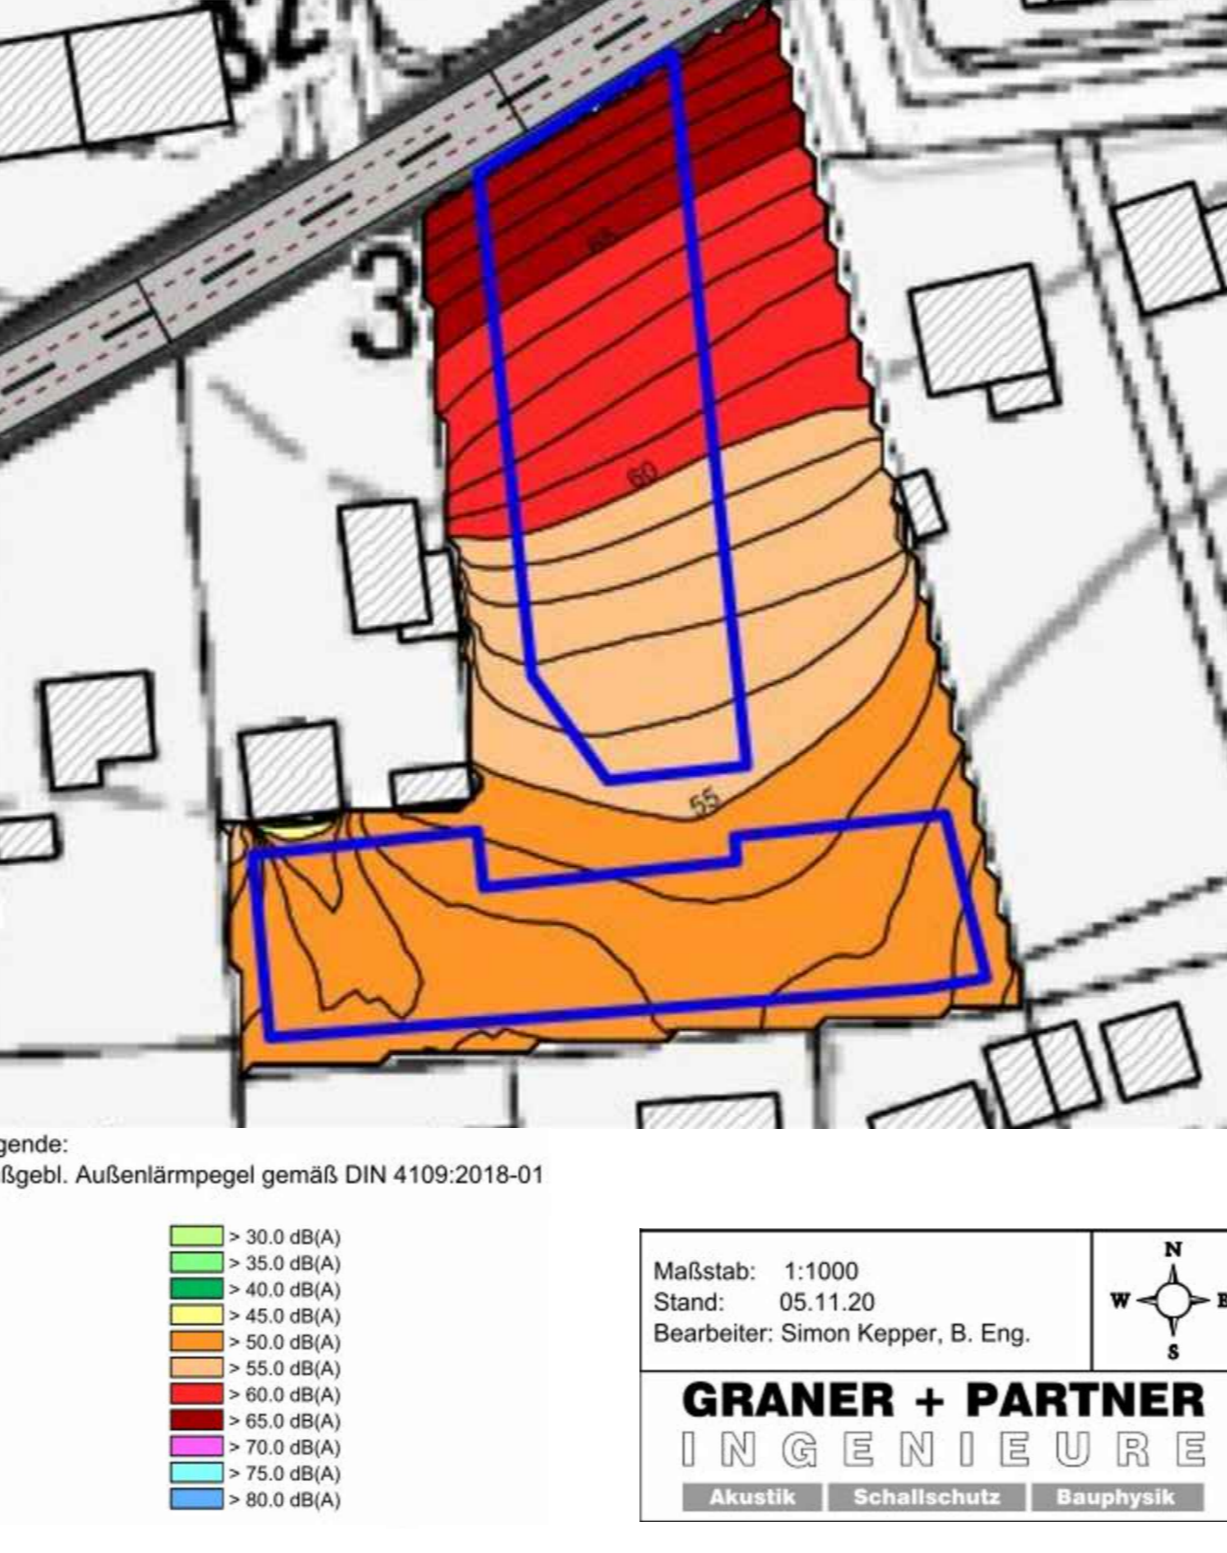 3
65
60
55
gende:
ßgebl. Außenlärmpegel gemäß DIN 4109:2018-01
> 30.0 dB(A)
> 35.0 dB(A)
> 40.0 dB(A)
> 45.0 dB(A)
> 50.0 dB(A)
> 55.0 dB(A)
> 60.0 dB(A)
> 65.0 dB(A)
> 70.0 dB(A)
> 75.0 dB(A)
> 80.0 dB(A)
Maßstab: 1:1000
Stand: 05.11.20
Bearbeiter: Simon Kepper, B. Eng.
N
W
S
GRANER + PARTNER
INGENIEURE
Akustik Schallschutz Bauphysik